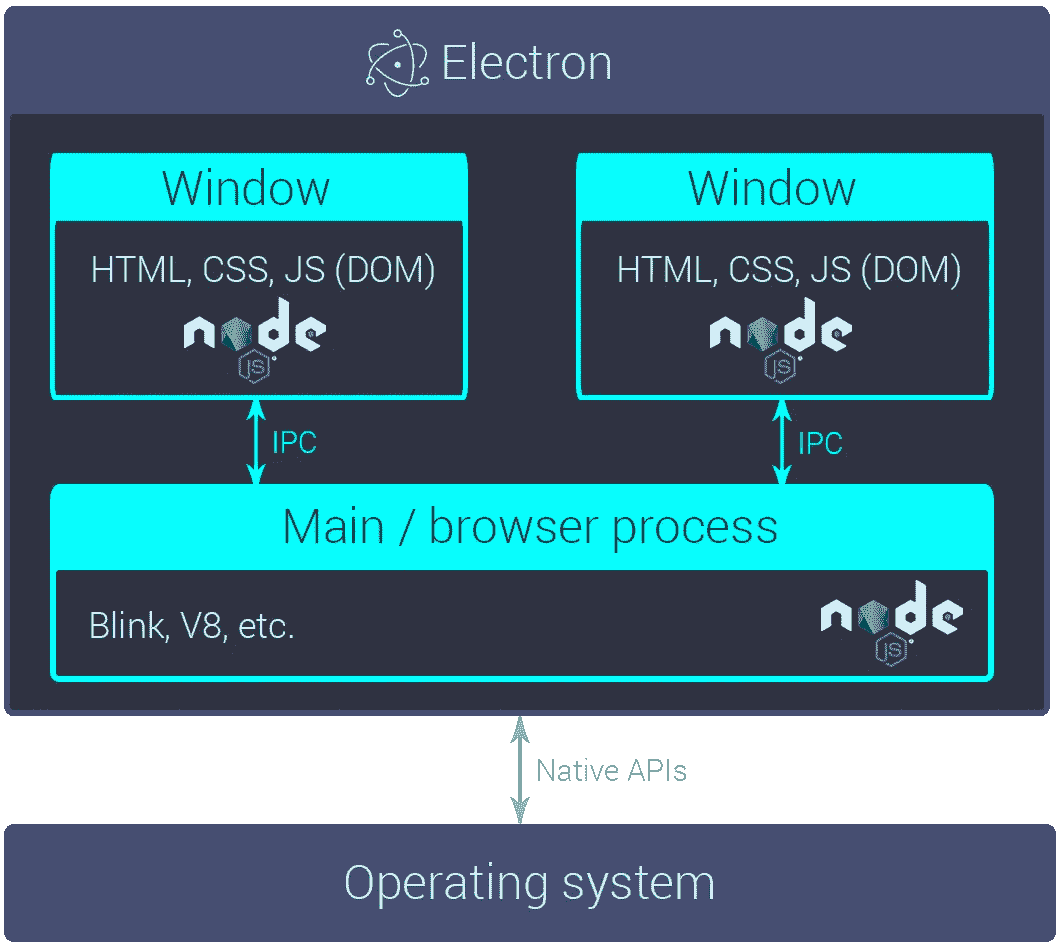 Electron
Window
HTML, CSS, JS (DOM)
node
JS
IPC
Window
HTML, CSS, JS (DOM)
node
JS
IPC
Main / browser process
Blink, V8, etc.
node
JS
Native APIs
Operating system